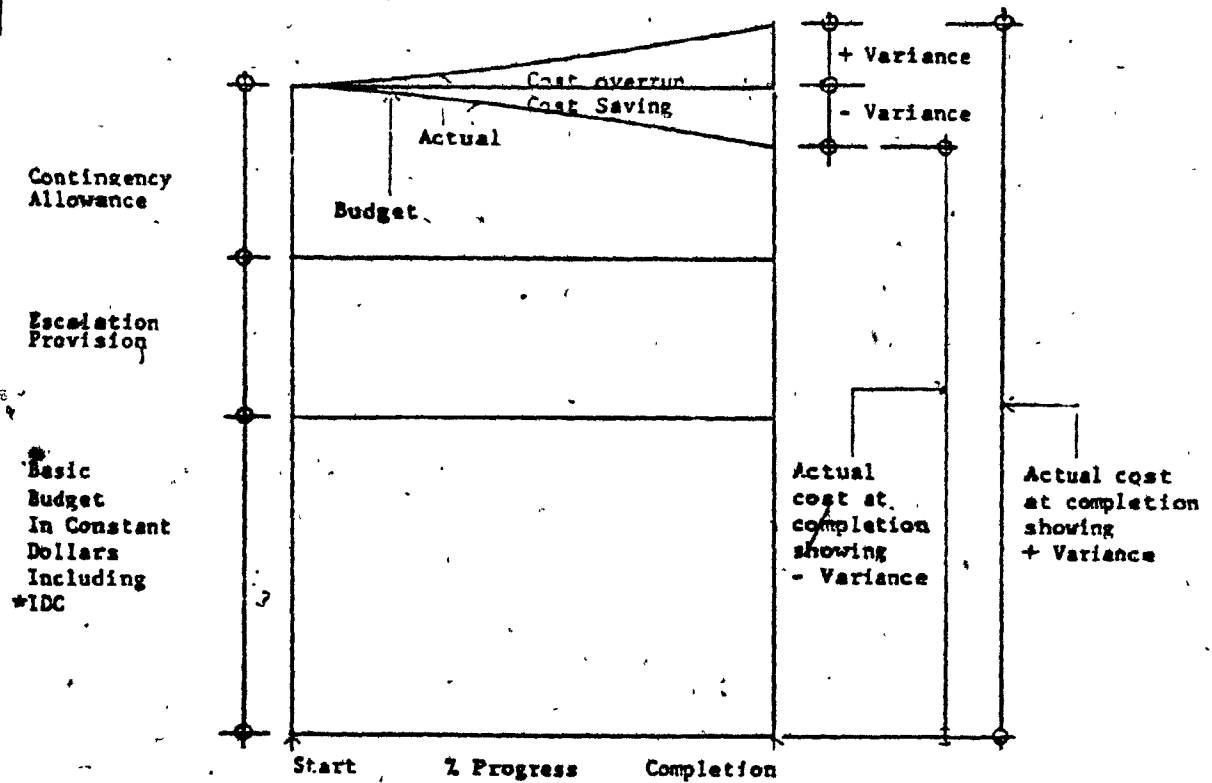 Cost overrun
Cost Saving
Actual
Budget
+ Variance
- Variance
Contingency
Allowance
Escalation
Provision
*
Basic
Budget
In Constant
Dollars
Including
*IDC
Actual
cost at
completion
showing
- Variance
Actual cost
at completion
showing
+ Variance
Start % Progress Completion